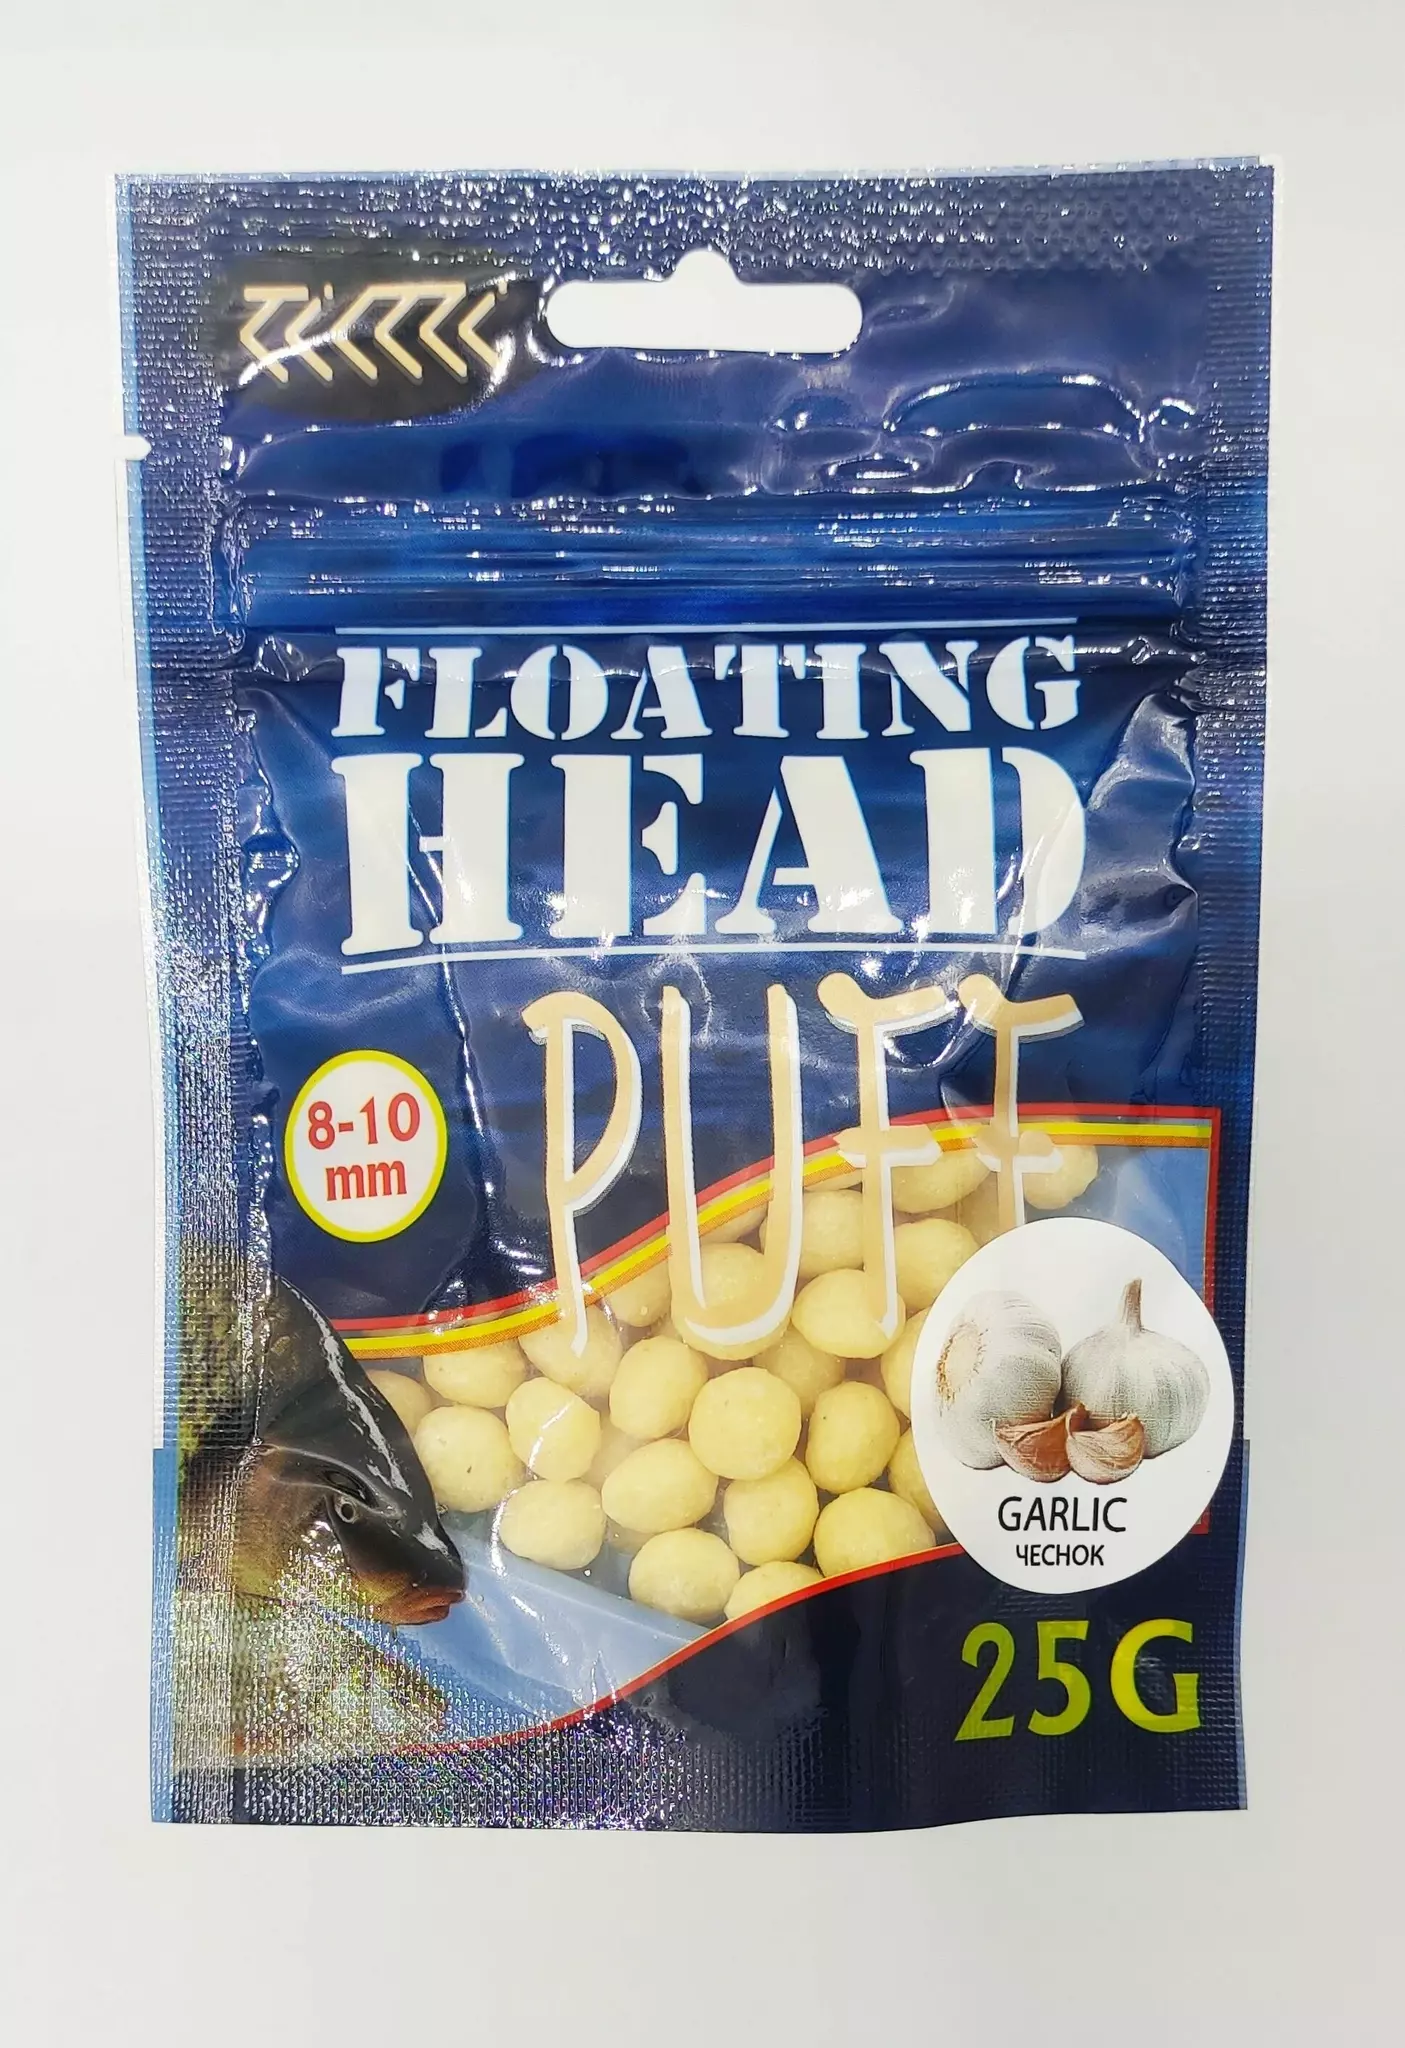 FLOATING
HEAD
PUFF
8-10
mm
GARLIC
ЧЕСНОК
25G